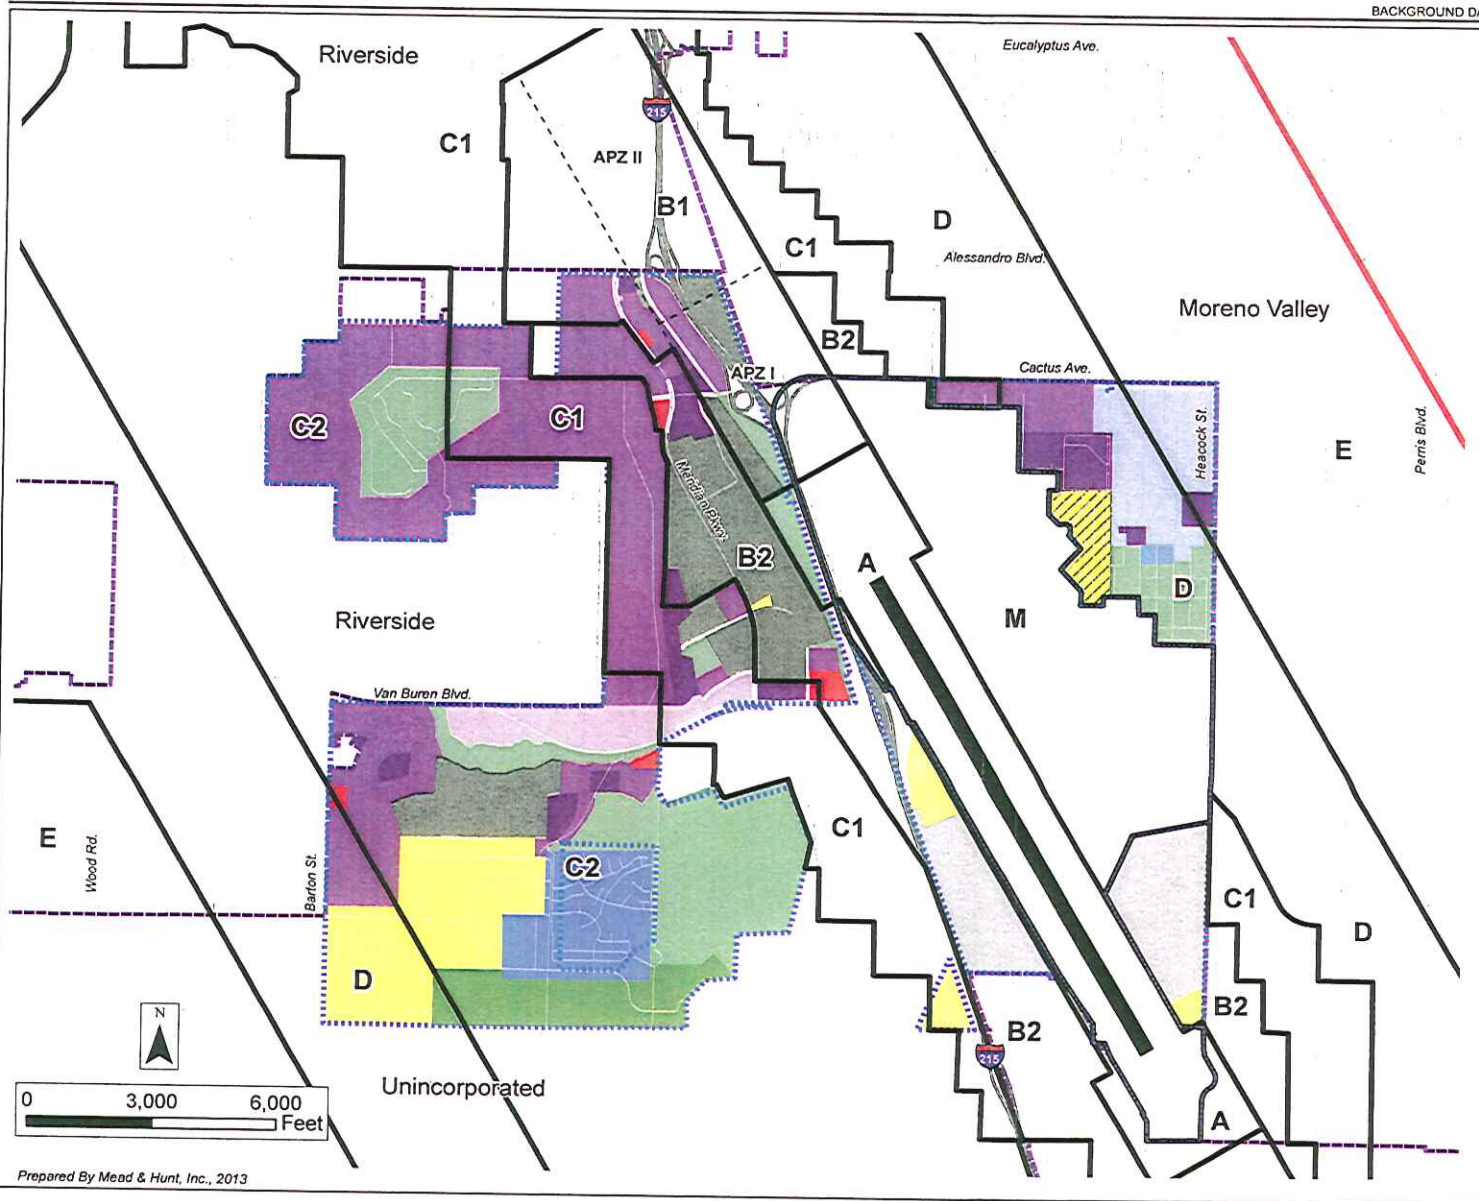 BACKGROUND DA
Eucalyptus Ave.
Riverside
215
C1
APZ II
B1
D
C1
Alessandro Blvd.
Moreno Valley
B2
Cactus Ave.
APZ I
C2
C1
Heacock St.
Perris Blvd.
E
Meridian Pkwy
B2
A
D
M
Riverside
Van Buren Blvd.
E
Wood Rd.
Barton St.
C2
C1
C1
D
D
B2
B2
215
N
Unincorporated
0 3,000 6,000
Feet
A
Prepared By Mead & Hunt, Inc., 2013